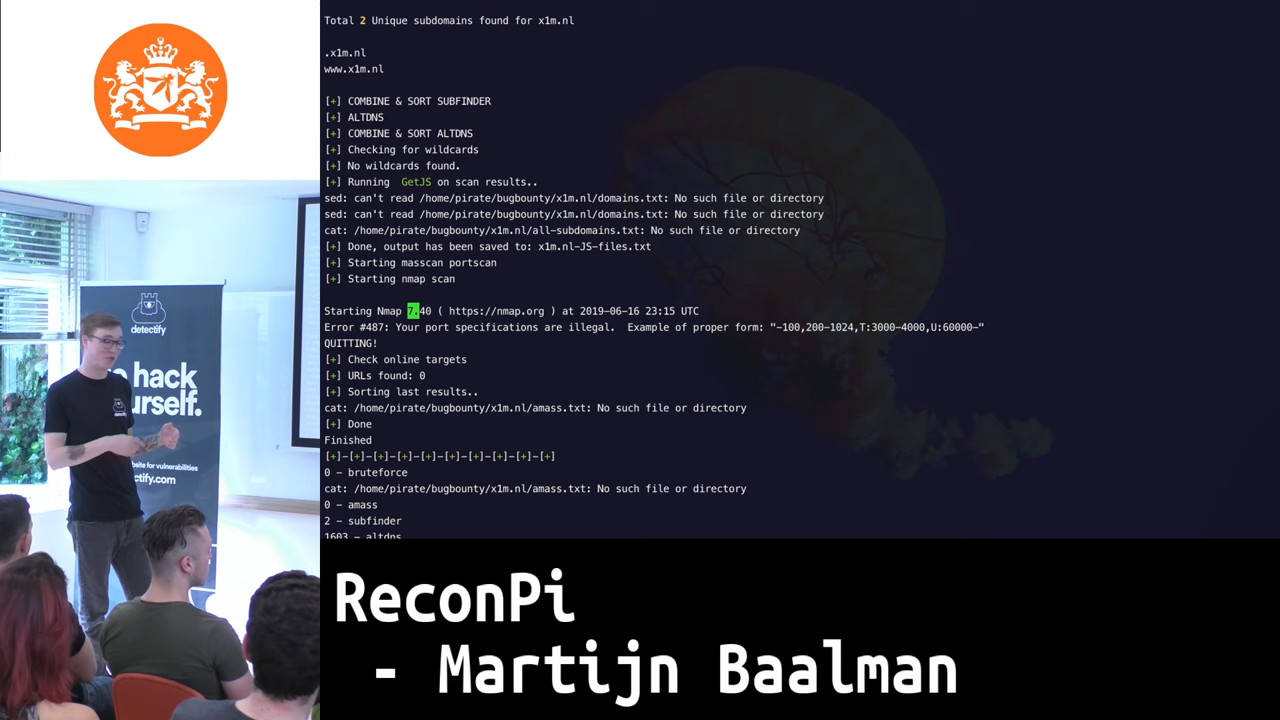 Total 2 Unique subdomains found for x1m.nl
.x1m.nl
www.x1m.nl
[+] COMBINE & SORT SUBFINDER
[+] ALTDNS
[+] COMBINE & SORT ALTDNS
[+] Checking for wildcards
[+] No wildcards found.
[+] Running  GetJS on scan results..
sed: can't read /home/pirate/bugbounty/x1m.nl/domains.txt: No such file or directory
sed: can't read /home/pirate/bugbounty/x1m.nl/domains.txt: No such file or directory
cat: /home/pirate/bugbounty/x1m.nl/all-subdomains.txt: No such file or directory
[+] Done, output has been saved to: x1m.nl-JS-files.txt
[+] Starting masscan portscan
[+] Starting nmap scan
Starting Nmap 7.40 ( https://nmap.org ) at 2019-06-16 23:15 UTC
Error #487: Your port specifications are illegal.  Example of proper form: "-100,200-1024,T:3000-4000,U:60000-"
QUITTING!
[+] Check online targets
[+] URLs found: 0
[+] Sorting last results..
cat: /home/pirate/bugbounty/x1m.nl/amass.txt: No such file or directory
[+] Done
Finished
[+]-[+]-[+]-[+]-[+]-[+]-[+]-[+]-[+]-[+]
0 - bruteforce
cat: /home/pirate/bugbounty/x1m.nl/amass.txt: No such file or directory
0 - amass
2 - subfinder
1603 - altdns
detectify
hack
urself.
bsite for vulnerabilities
ctify.com
ReconPi
- Martijn Baalman